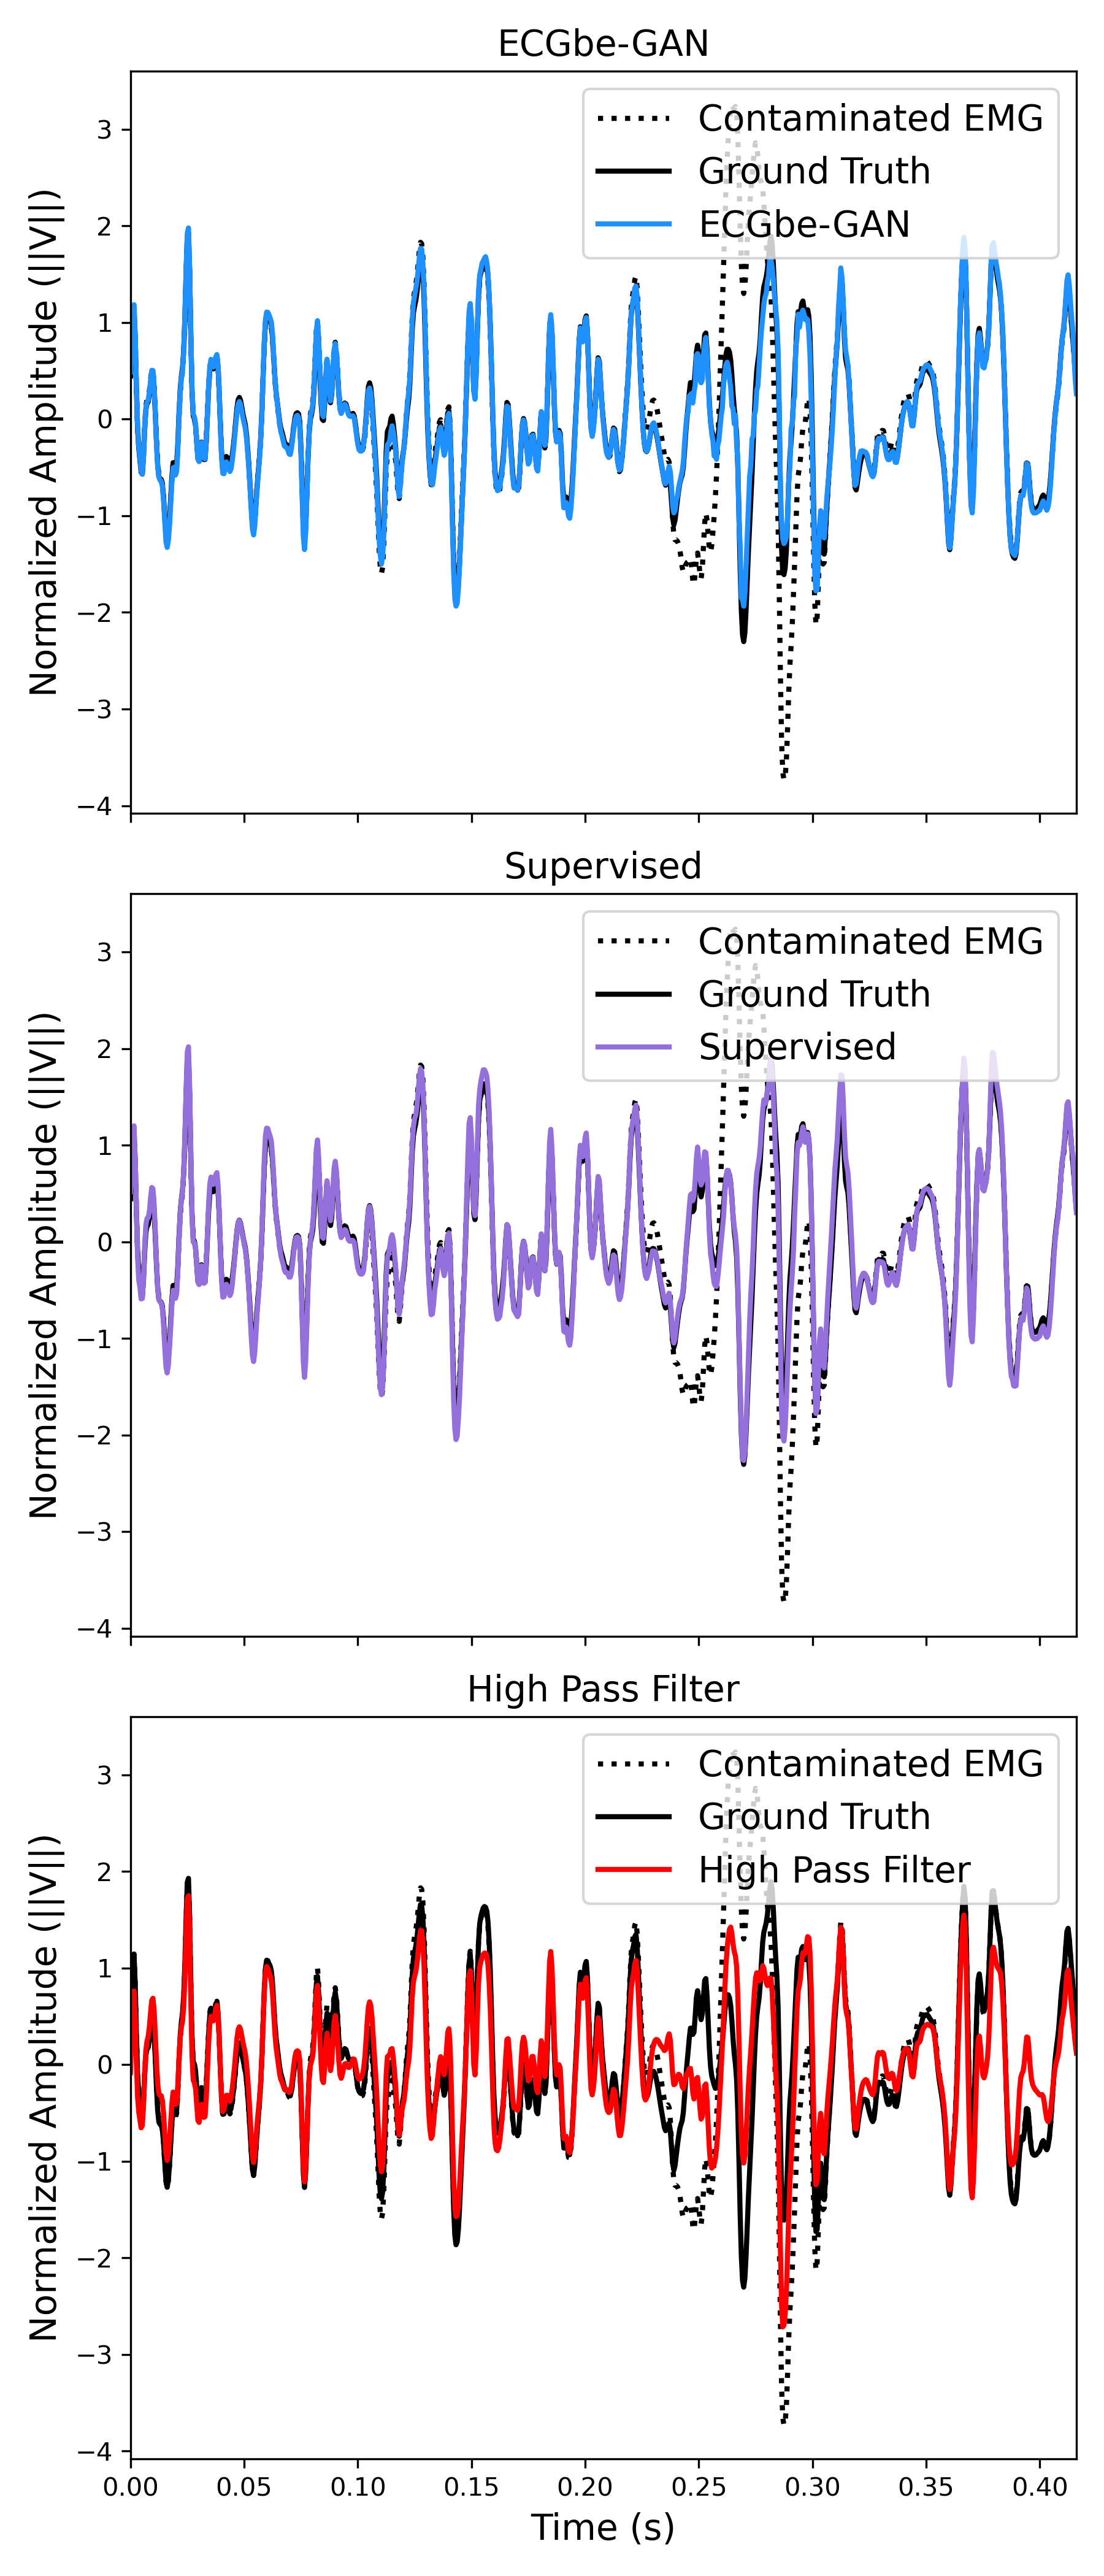 ECGbe-GAN
3
2
1
0
−1
−2
−3
−4
Normalized Amplitude (||V||)
Contaminated EMG
Ground Truth
ECGbe-GAN
Supervised
3
2
1
0
−1
−2
−3
−4
Normalized Amplitude (||V||)
Contaminated EMG
Ground Truth
Supervised
High Pass Filter
3
2
1
0
−1
−2
−3
−4
Normalized Amplitude (||V||)
Contaminated EMG
Ground Truth
High Pass Filter
0.00 0.05 0.10 0.15 0.20 0.25 0.30 0.35 0.40
Time (s)